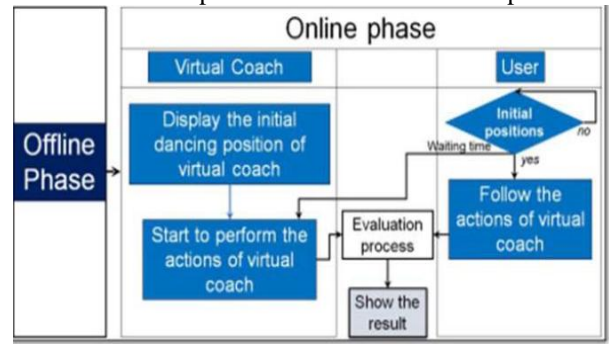 Online phase
Virtual Coach
User
Offline
Phase
Display the initial
dancing position of
virtual coach
Start to perform the
actions of virtual
coach
Initial
positions
no
Waiting time
yes
Follow the
actions of virtual
coach
Evaluation
process
Show the
result